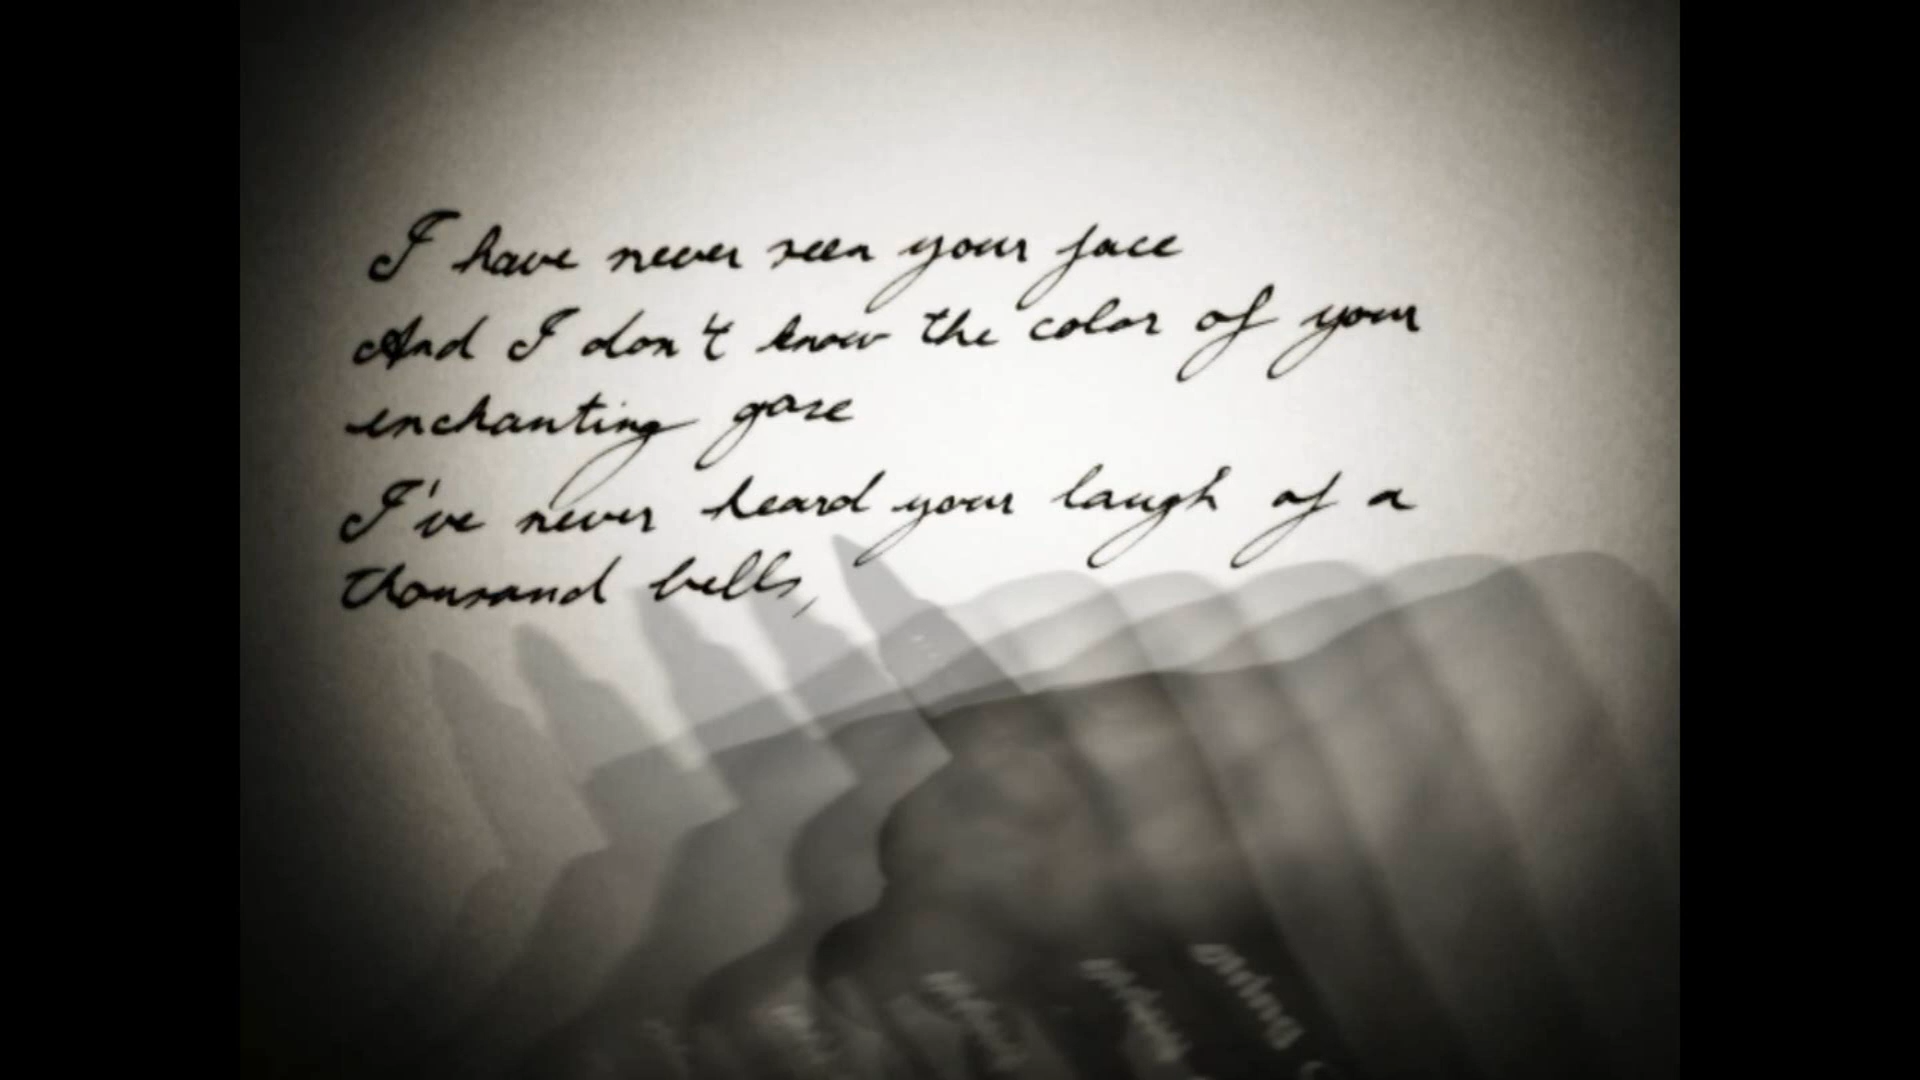 I have never seen your face
And I don't know the color of your
enchanting gaze
I've never heard your laugh of a
thousand bells,